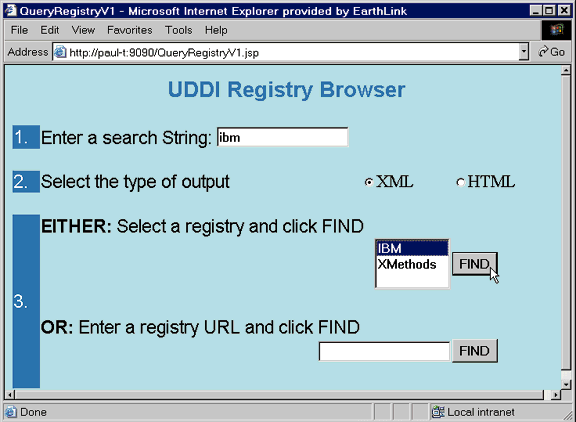 QueryRegistryV1 - Microsoft Internet Explorer provided by EarthLink
File Edit View Favorites Tools Help
Address http://paul-t:9090/QueryRegistryV1.jsp Go
UDDI Registry Browser
1. Enter a search String: ibm
2. Select the type of output XML HTML
EITHER: Select a registry and click FIND
IBM
XMethods FIND
3.
OR: Enter a registry URL and click FIND
FIND
Done Local intranet